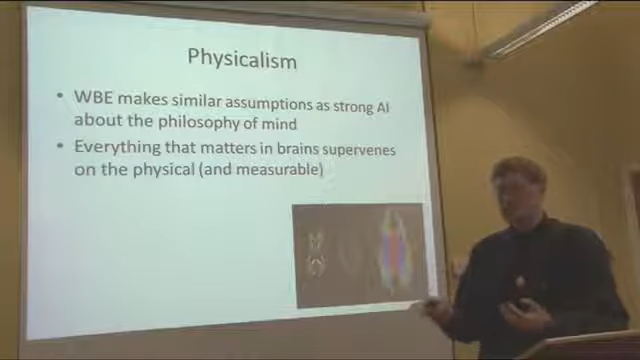 Physicalism
• WBE makes similar assumptions as strong AI
about the philosophy of mind
• Everything that matters in brains supervenes
on the physical (and measurable)